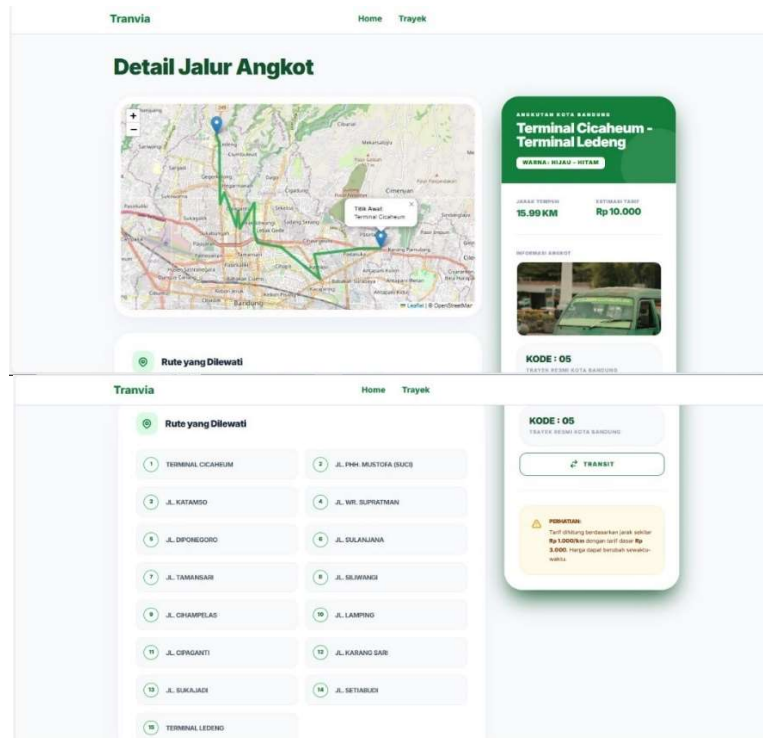 Tranvia
Home Trayek
Detail Jalur Angkot
+
−
Titik Awal:
Terminal Cicaheum
×
Cimenyan
Bandung
Leaflet | © OpenStreetMap
ANGKUTAN KOTA BANDUNG
Terminal Cicaheum -
Terminal Ledeng
WARNA: HIJAU - HITAM
JARAK TEMPUH
15.99 KM
ESTIMASI TARIF
Rp 10.000
INFORMASI ANGKOT
KODE : 05
TRAYEK RESMI KOTA BANDUNG
Rute yang Dilewati
Tranvia
Home Trayek
Rute yang Dilewati
1 TERMINAL CICAHEUM
2 JL. PHH. MUSTOFA (SUCI)
3 JL. KATAMSO
4 JL. WR. SUPRATMAN
5 JL. DIPONEGORO
6 JL. SULANJANA
7 JL. TAMANSARI
8 JL. SILIWANGI
9 JL. CIHAMPELAS
10 JL. LAMPING
11 JL. CIPAGANTI
12 JL. KARANG SARI
13 JL. SUKAJADI
14 JL. SETIABUDI
15 TERMINAL LEDENG
KODE : 05
TRAYEK RESMI KOTA BANDUNG
TRANSIT
PERHATIAN:
Tarif dihitung berdasarkan jarak sekitar
Rp 1.000/km dengan tarif dasar Rp
3.000. Harga dapat berubah sewaktu-
waktu.